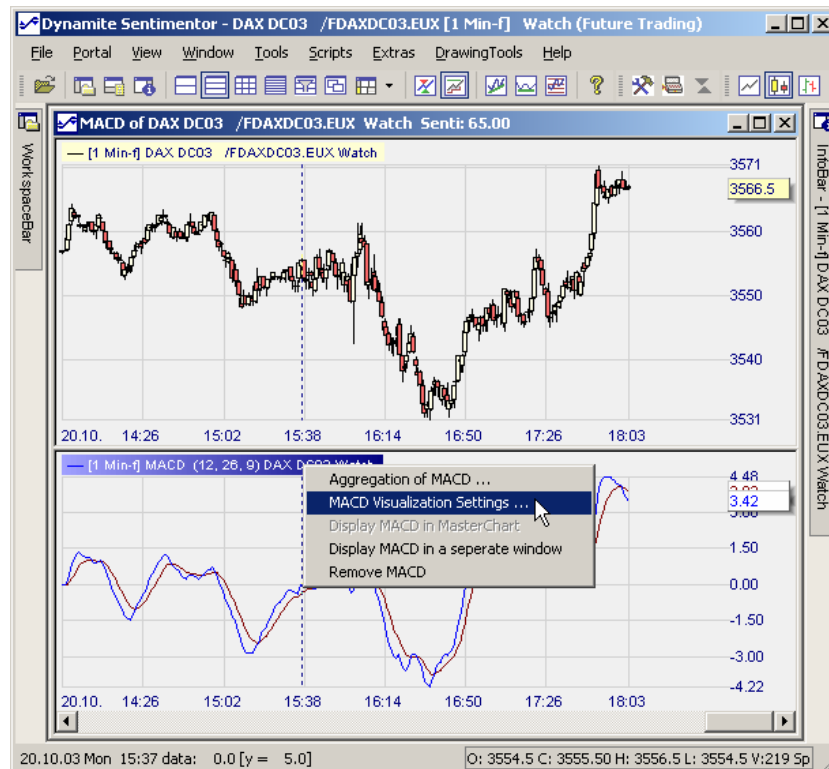 Dynamite Sentimentor - DAX DC03 /FDAXDC03.EUX [1 Min-f] Watch (Future Trading)
File Portal View Window Tools Scripts Extras DrawingTools Help
WorkspaceBar
MACD of DAX DC03 /FDAXDC03.EUX Watch Senti: 65.00
[1 Min-f] DAX DC03 /FDAXDC03.EUX Watch
3571
3566.5
3560
3550
3540
3531
20.10. 14:26 15:02 15:38 16:14 16:50 17:26 18:03
InfoBar - [1 Min-f] DAX DC03 /FDAXDC03.EUX Watch
[1 Min-f] MACD (12, 26, 9) DAX DC03 Watch
Aggregation of MACD ...
MACD Visualization Settings ...
Display MACD in MasterChart
Display MACD in a seperate window
Remove MACD
4.48
3.42
1.50
0.00
-1.50
-3.00
-4.22
20.10. 14:26 15:02 15:38 16:14 16:50 17:26 18:03
20.10.03 Mon 15:37 data: 0.0 [y = 5.0]
O: 3554.5 C: 3555.50 H: 3556.5 L: 3554.5 V:219 Sp